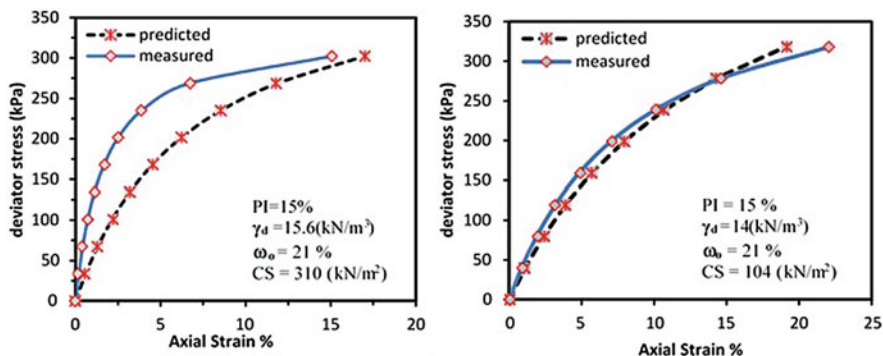 350
300
250
200
150
100
50
0
deviator stress (kPa)
predicted
measured
PI=15%
γd =15.6(kN/m³)
ωo = 21 %
CS = 310 (kN/m²)
0 5 10 15 20
Axial Strain %
350
300
250
200
150
100
50
0
deviator stress (kPa)
predicted
measured
PI = 15 %
γd =14(kN/m³)
ωo = 21 %
CS = 104 (kN/m²)
0 5 10 15 20 25
Axial Strain %